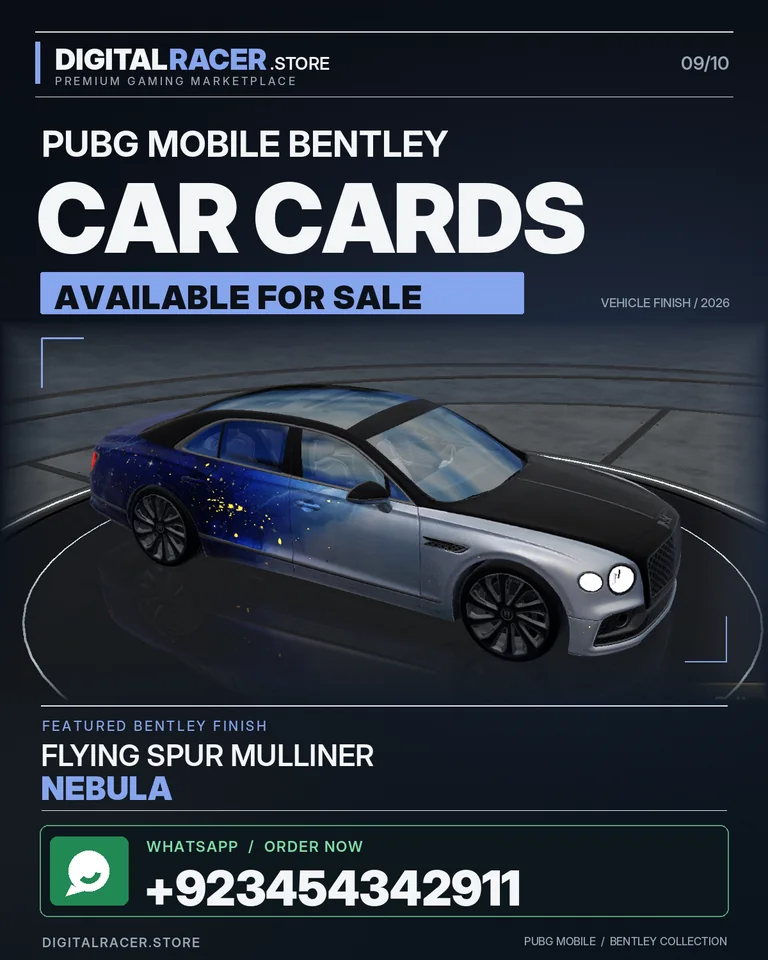 DIGITALRACER.STORE
09/10
PREMIUM GAMING MARKETPLACE
PUBG MOBILE BENTLEY
CAR CARDS
AVAILABLE FOR SALE
VEHICLE FINISH / 2026
FEATURED BENTLEY FINISH
FLYING SPUR MULLINER
NEBULA
WHATSAPP / ORDER NOW
+923454342911
DIGITALRACER.STORE
PUBG MOBILE / BENTLEY COLLECTION